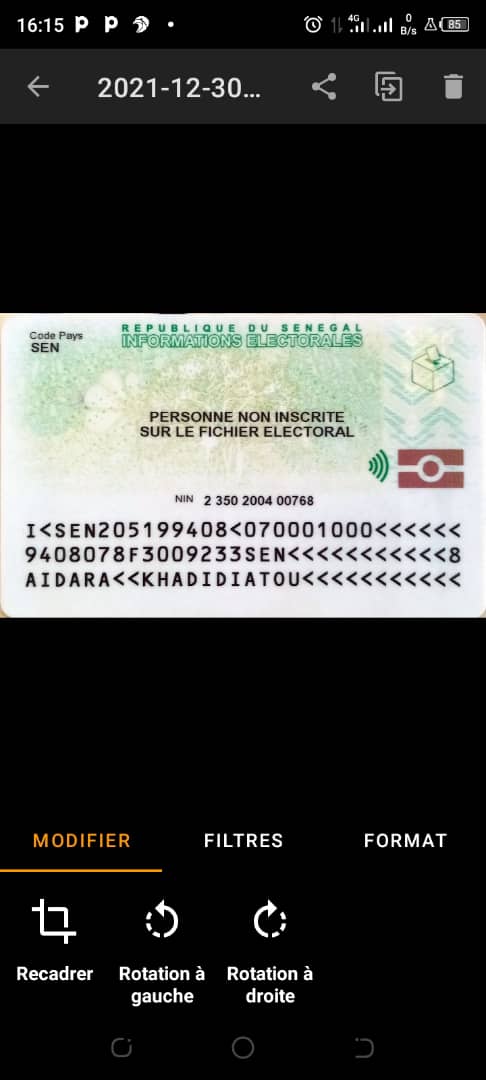 16:15
4G
0
B/s
85
2021-12-30...
Code Pays
SEN
REPUBLIQUE DU SENEGAL
INFORMATIONS ELECTORALES
PERSONNE NON INSCRITE
SUR LE FICHIER ELECTORAL
NIN 2 350 2004 00768
I<SEN205199408<070001000<<<<<<
9408078F3009233SEN<<<<<<<<<<<8
AIDARA<<KHADIDIATOU<<<<<<<<<<<
MODIFIER
FILTRES
FORMAT
Recadrer
Rotation à
gauche
Rotation à
droite